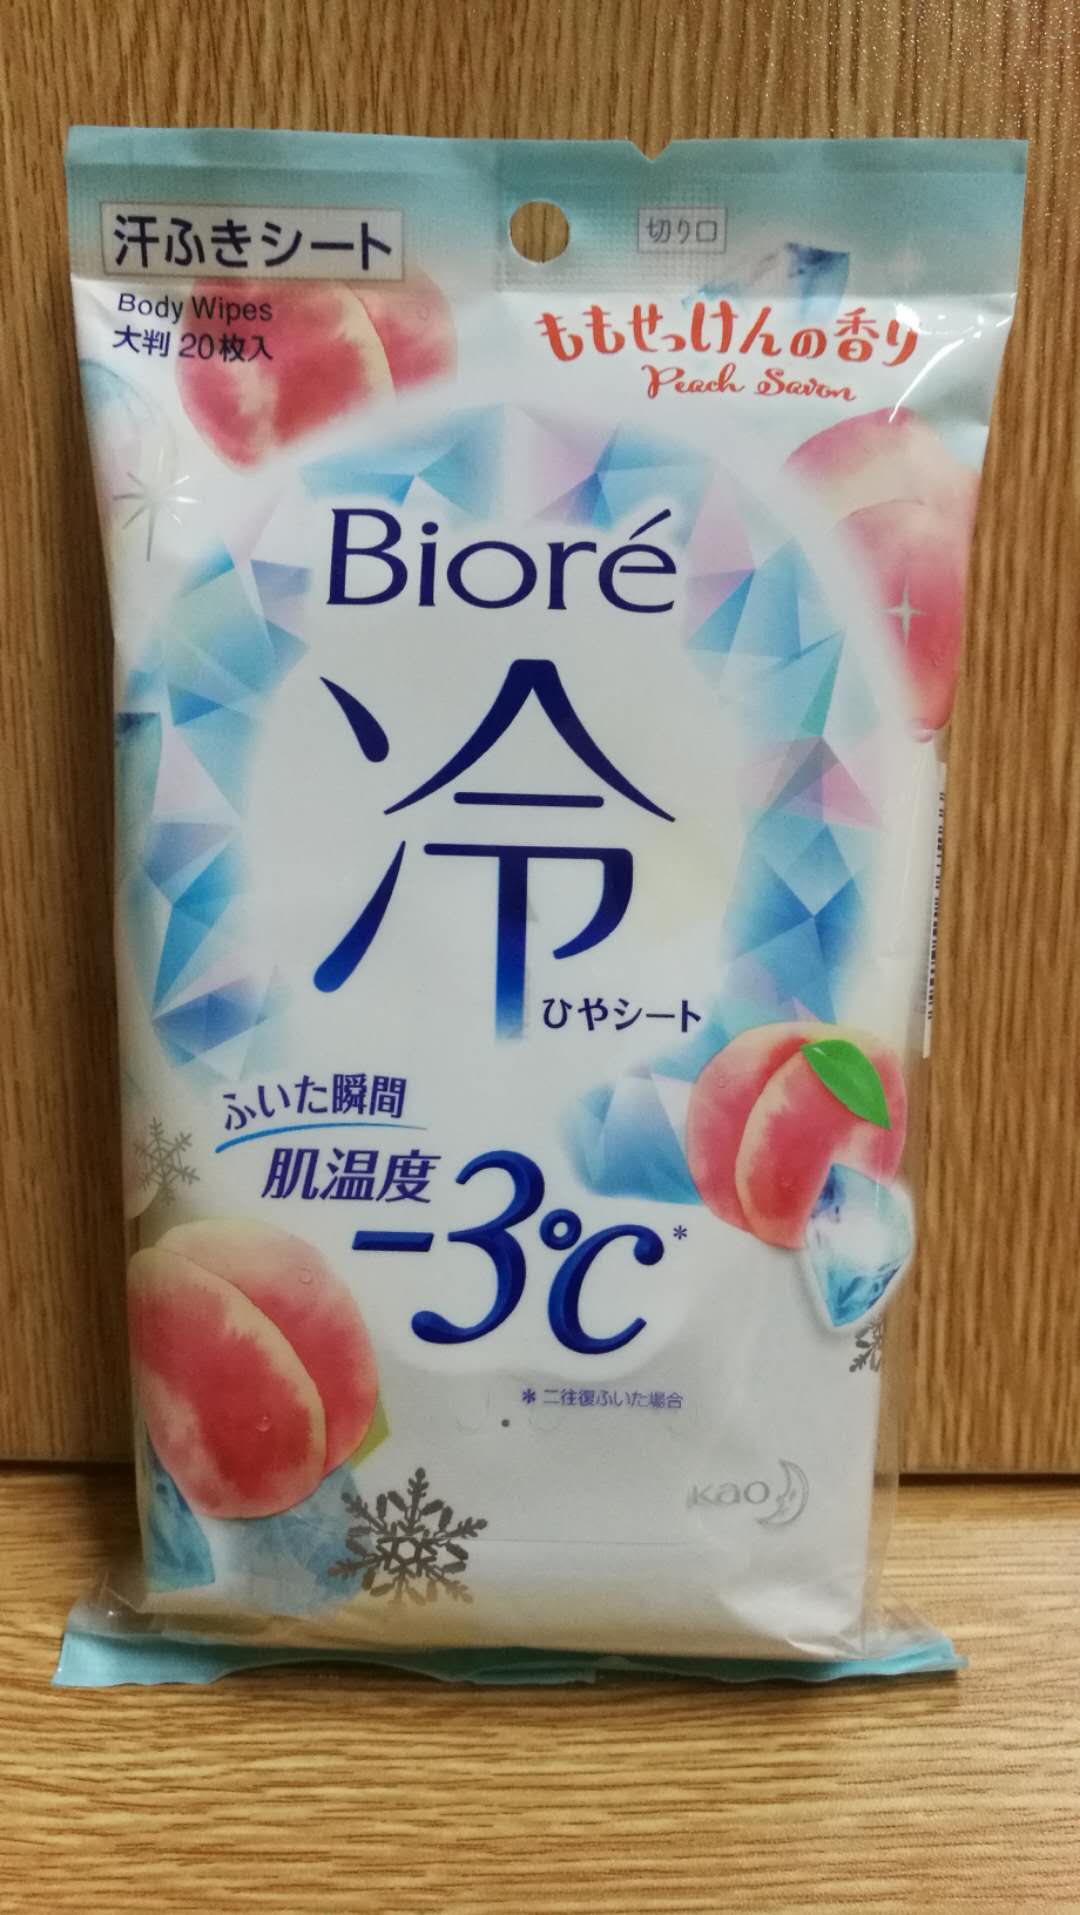 汗ふきシート
切り口
Body Wipes
大判 20枚入
ももせっけんの香り
Peach Savon
Bioré
冷
ひやシート
ふいた瞬間
肌温度
-3℃*
* 二往復ふいた場合
Kao